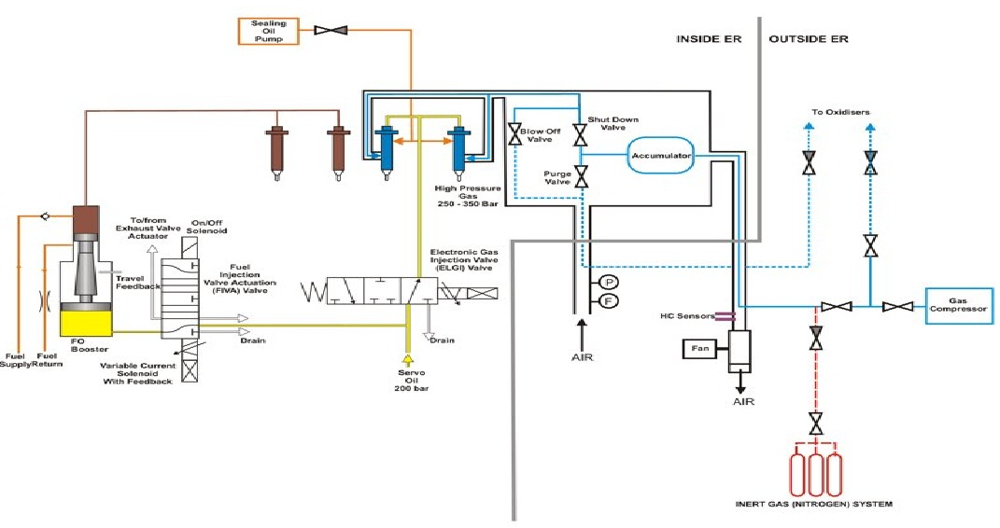 Sealing
Oil
Pump
INSIDE ER
OUTSIDE ER
To Oxidisers
Blow Off
Valve
Shut Down
Valve
Accumulator
Purge
Valve
High Pressure
Gas
250 - 350 Bar
To/from
Exhaust Valve
Actuator
On/Off
Solenoid
Electronic Gas
Injection Valve
(ELGI) Valve
Travel
Feedback
Fuel
Injection
Valve Actuation
(FIVA) Valve
P
F
Gas
Compressor
HC Sensors
Drain
Drain
FO
Booster
Fan
Fuel
Supply
Fuel
Return
Variable Current
Solenoid
With Feedback
Servo
Oil
200 bar
AIR
AIR
INERT GAS (NITROGEN) SYSTEM